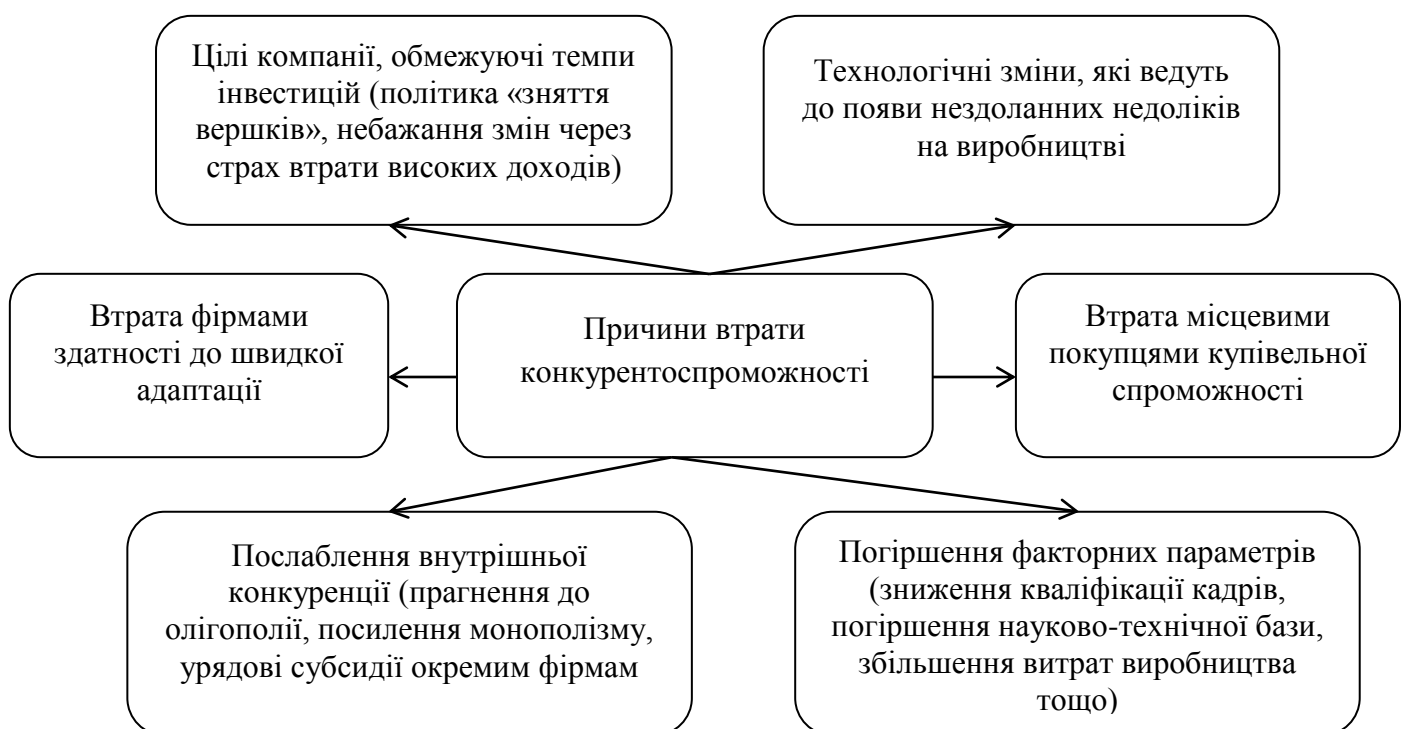 Цілі компанії, обмежуючі темпи
інвестицій (політика «зняття
вершків», небажання змін через
страх втрати високих доходів)
Технологічні зміни, які ведуть
до появи нездоланних недоліків
на виробництві
Втрата фірмами
здатності до швидкої
адаптації
Причини втрати
конкурентоспроможності
Втрата місцевими
покупцями купівельної
спроможності
Послаблення внутрішньої
конкуренції (прагнення до
олігополії, посилення монополізму,
урядові субсидії окремим фірмам
Погіршення факторних параметрів
(зниження кваліфікації кадрів,
погіршення науково-технічної бази,
збільшення витрат виробництва
тощо)